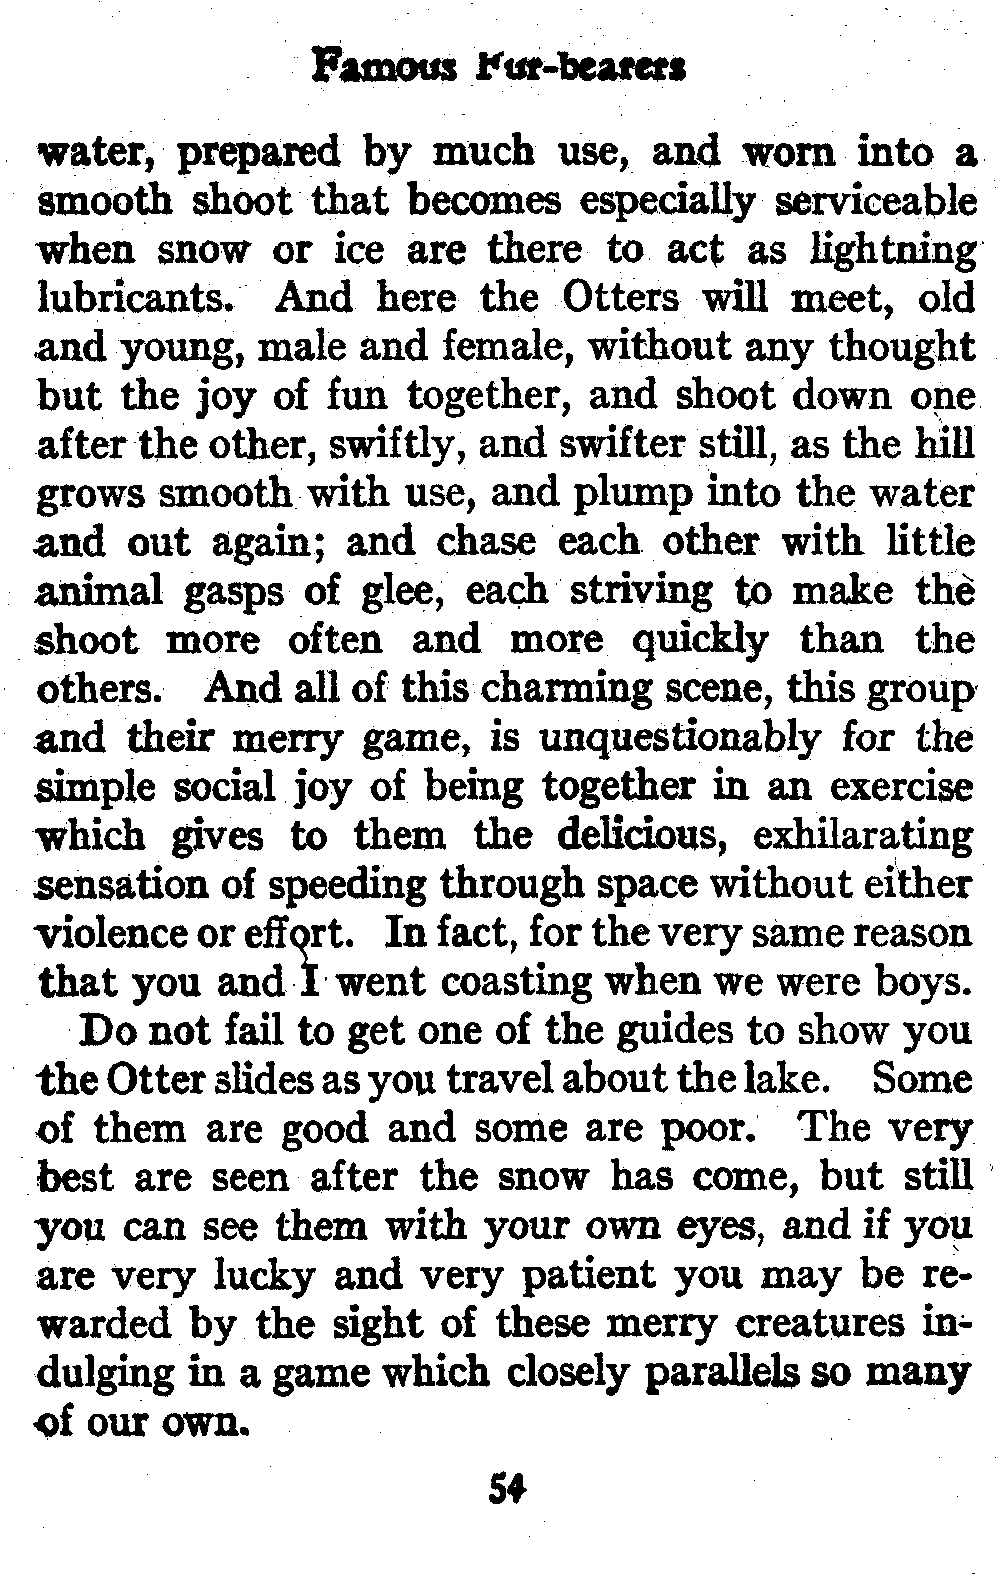 Famous Fur-bearers
water, prepared by much use, and worn into a
smooth shoot that becomes especially serviceable
when snow or ice are there to act as lightning
lubricants. And here the Otters will meet, old
and young, male and female, without any thought
but the joy of fun together, and shoot down one
after the other, swiftly, and swifter still, as the hill
grows smooth with use, and plump into the water
and out again; and chase each other with little
animal gasps of glee, each striving to make the
shoot more often and more quickly than the
others. And all of this charming scene, this group
and their merry game, is unquestionably for the
simple social joy of being together in an exercise
which gives to them the delicious, exhilarating
sensation of speeding through space without either
violence or effort. In fact, for the very same reason
that you and I went coasting when we were boys.
Do not fail to get one of the guides to show you
the Otter slides as you travel about the lake. Some
of them are good and some are poor. The very
best are seen after the snow has come, but still
you can see them with your own eyes, and if you
are very lucky and very patient you may be re-
warded by the sight of these merry creatures in-
dulging in a game which closely parallels so many
of our own.
54